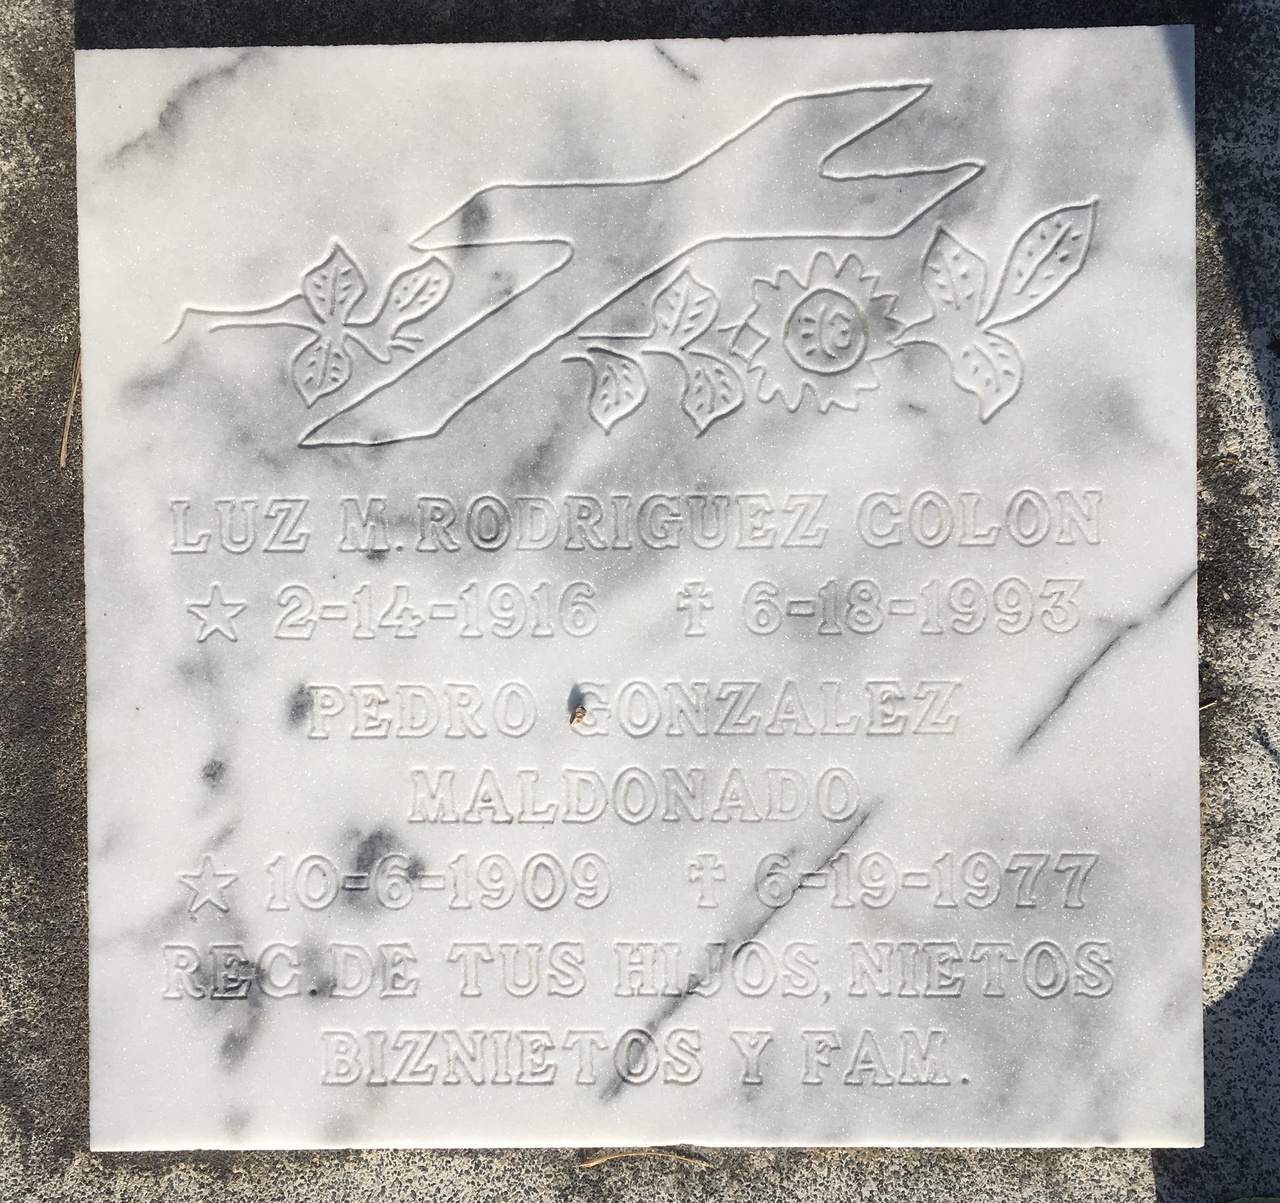 LUZ M. RODRIGUEZ COLON
☆ 2-14-1916 ✝ 6-18-1993
PEDRO GONZALEZ
MALDONADO
☆ 10-6-1909 ✝ 6-19-1977
REC. DE TUS HIJOS, NIETOS
BIZNIETOS Y FAM.